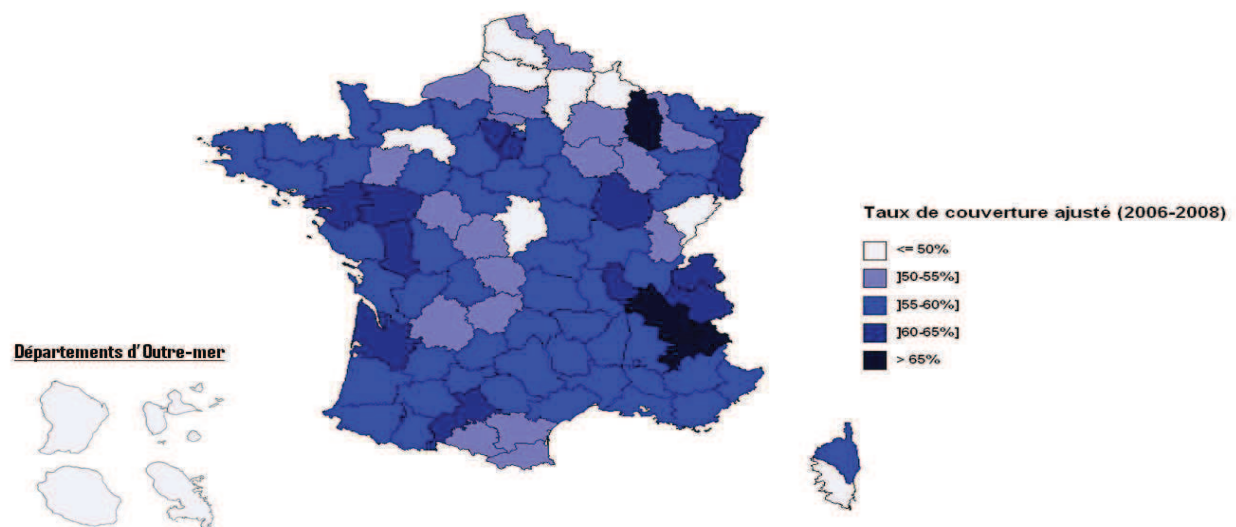 Taux de couverture ajusté (2006-2008)
<= 50%
]50-55%]
]55-60%]
]60-65%]
> 65%
Départements d'Outre-mer